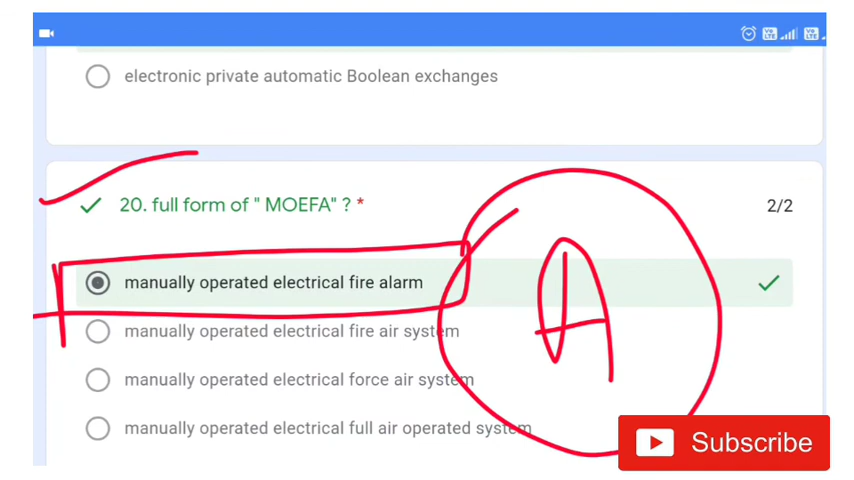 electronic private automatic Boolean exchanges
20. full form of " MOEFA" ? *
2/2
manually operated electrical fire alarm
manually operated electrical fire air system
manually operated electrical force air system
manually operated electrical full air operated system
A
Subscribe